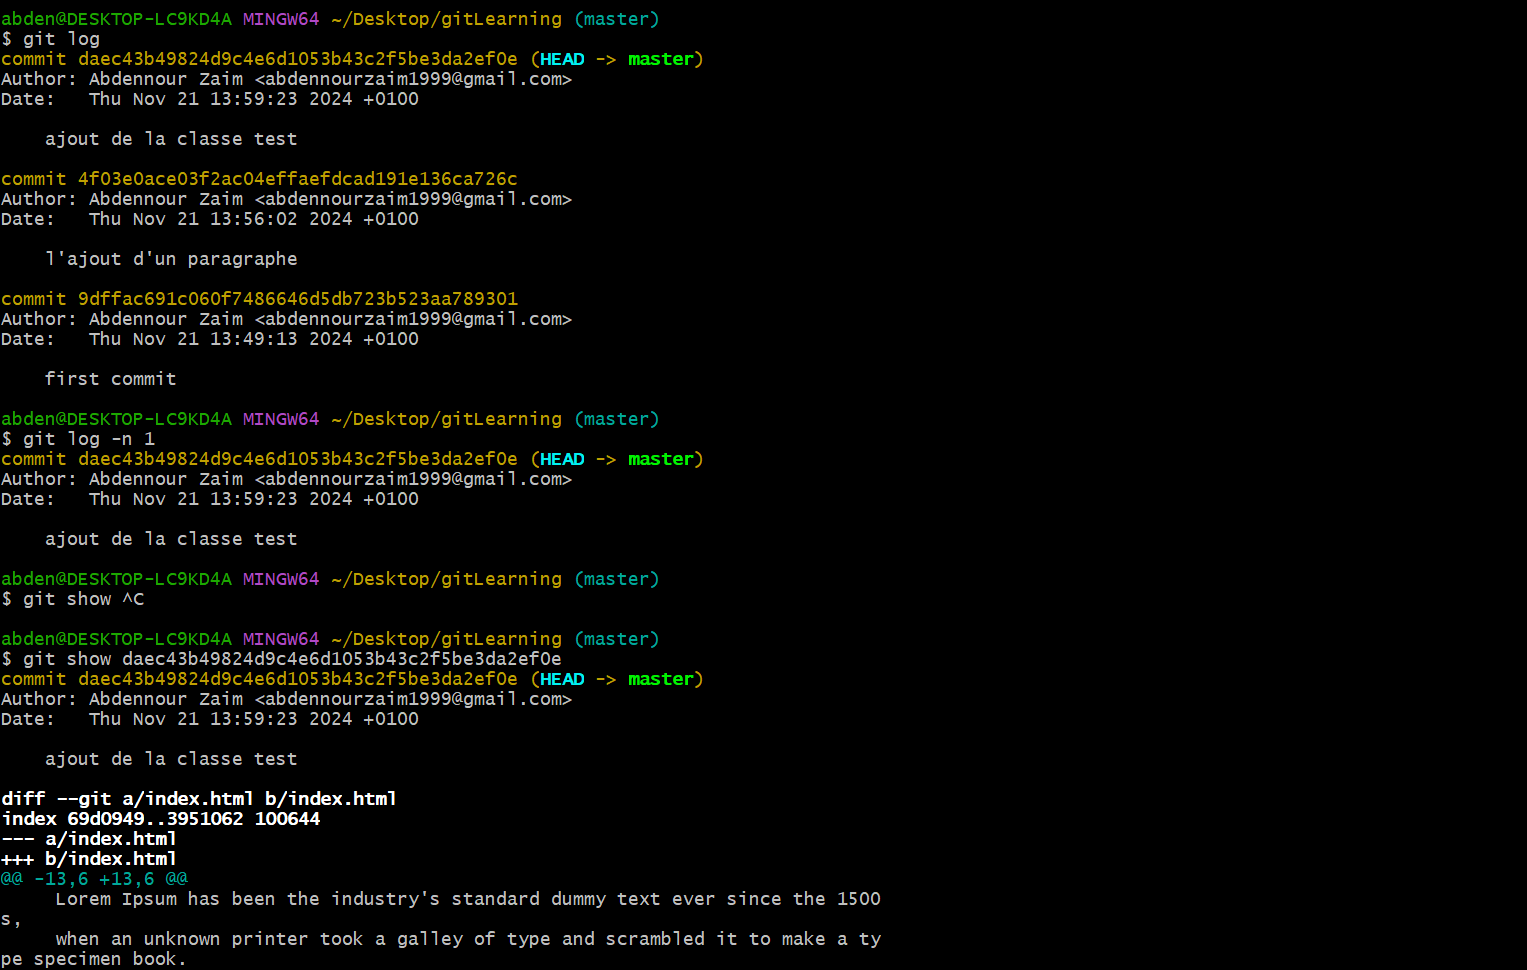 abden@DESKTOP-LC9KD4A MINGW64 ~/Desktop/gitLearning (master)
$ git log
commit daec43b49824d9c4e6d1053b43c2f5be3da2ef0e (HEAD -> master)
Author: Abdennour Zaim <abdennourzaim1999@gmail.com>
Date:   Thu Nov 21 13:59:23 2024 +0100

    ajout de la classe test

commit 4f03e0ace03f2ac04effaefdcad191e136ca726c
Author: Abdennour Zaim <abdennourzaim1999@gmail.com>
Date:   Thu Nov 21 13:56:02 2024 +0100

    l'ajout d'un paragraphe

commit 9dffac691c060f7486646d5db723b523aa789301
Author: Abdennour Zaim <abdennourzaim1999@gmail.com>
Date:   Thu Nov 21 13:49:13 2024 +0100

    first commit

abden@DESKTOP-LC9KD4A MINGW64 ~/Desktop/gitLearning (master)
$ git log -n 1
commit daec43b49824d9c4e6d1053b43c2f5be3da2ef0e (HEAD -> master)
Author: Abdennour Zaim <abdennourzaim1999@gmail.com>
Date:   Thu Nov 21 13:59:23 2024 +0100

    ajout de la classe test

abden@DESKTOP-LC9KD4A MINGW64 ~/Desktop/gitLearning (master)
$ git show ^C

abden@DESKTOP-LC9KD4A MINGW64 ~/Desktop/gitLearning (master)
$ git show daec43b49824d9c4e6d1053b43c2f5be3da2ef0e
commit daec43b49824d9c4e6d1053b43c2f5be3da2ef0e (HEAD -> master)
Author: Abdennour Zaim <abdennourzaim1999@gmail.com>
Date:   Thu Nov 21 13:59:23 2024 +0100

    ajout de la classe test

diff --git a/index.html b/index.html
index 69d0949..3951062 100644
--- a/index.html
+++ b/index.html
@@ -13,6 +13,6 @@
     Lorem Ipsum has been the industry's standard dummy text ever since the 1500
s,
     when an unknown printer took a galley of type and scrambled it to make a ty
pe specimen book.